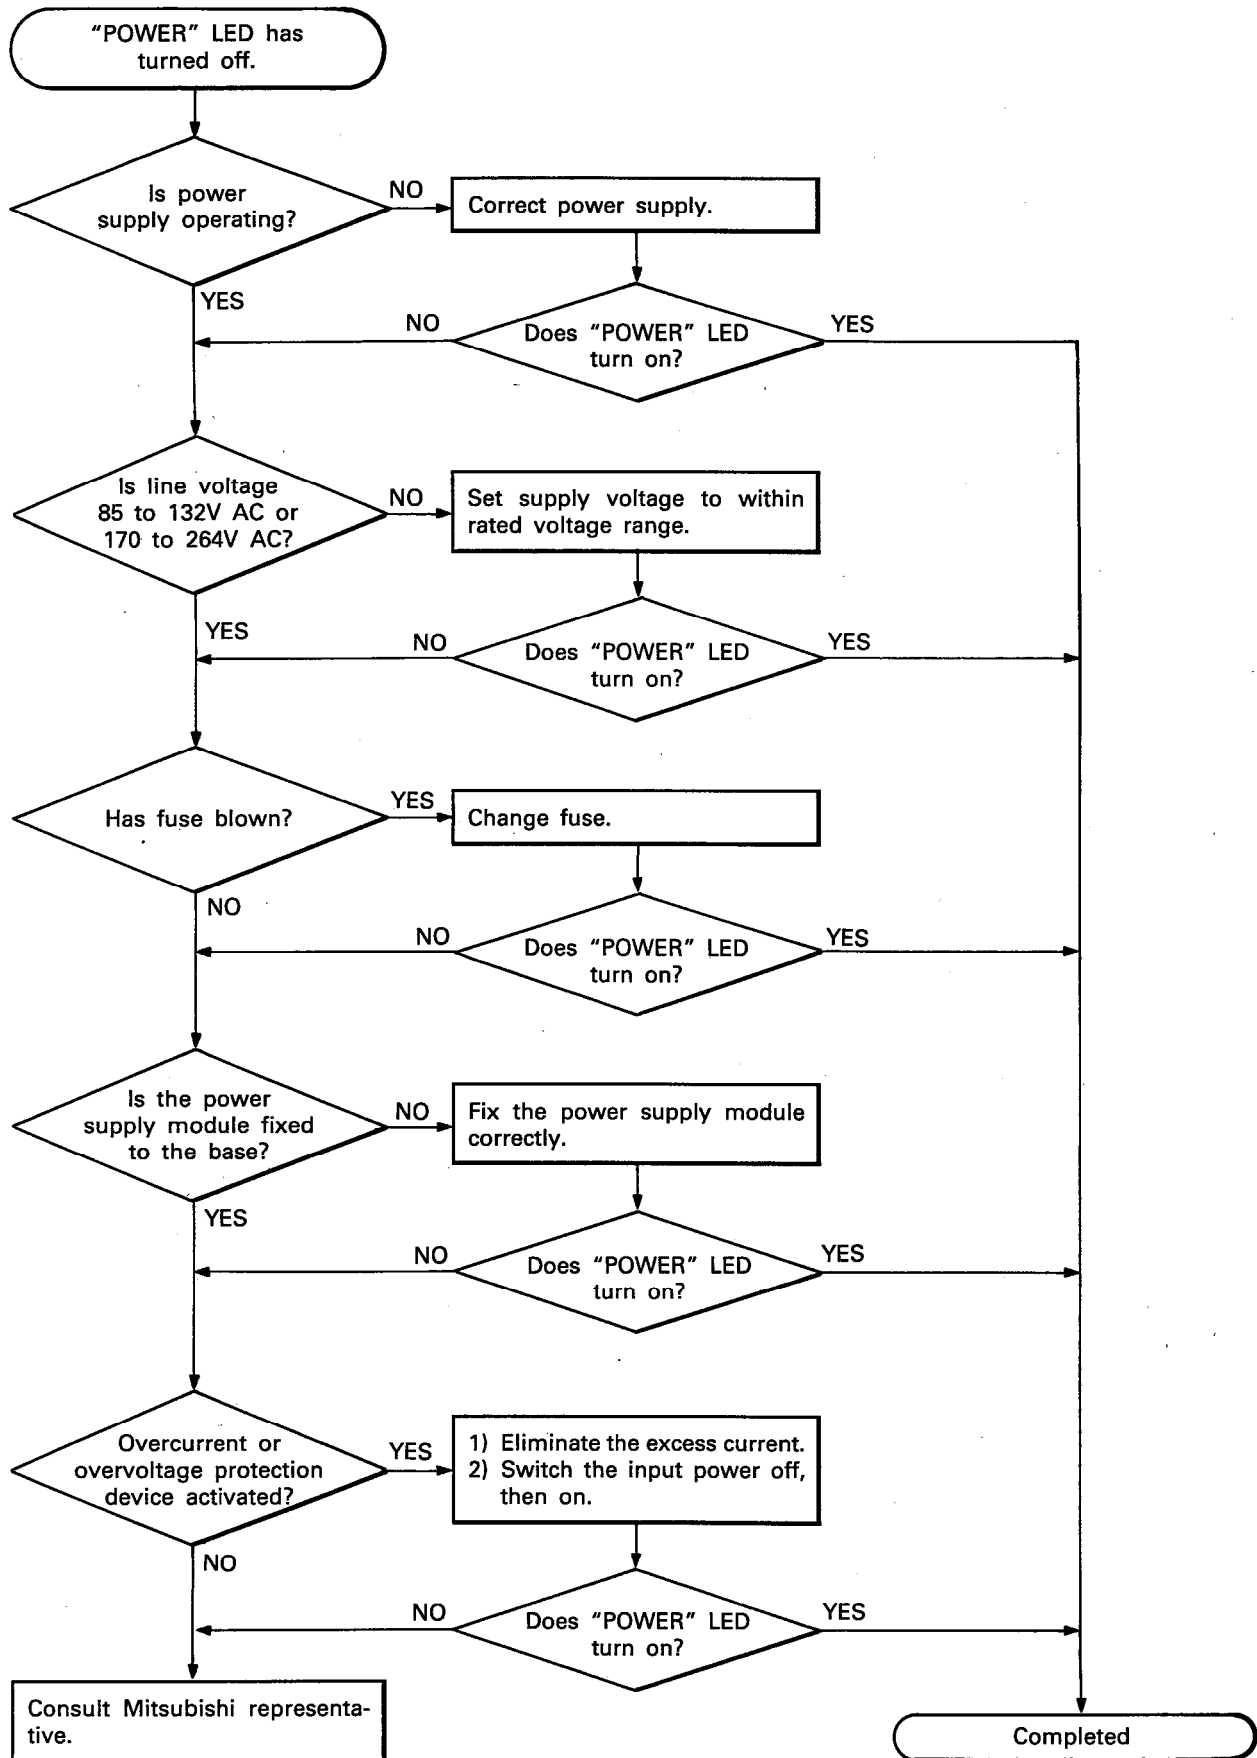 “POWER” LED has
turned off.
Is power
supply operating?
NO
Correct power supply.
YES
NO
Does “POWER” LED
turn on?
YES
Is line voltage
85 to 132V AC or
170 to 264V AC?
NO
Set supply voltage to within
rated voltage range.
YES
NO
Does “POWER” LED
turn on?
YES
Has fuse blown?
YES
Change fuse.
NO
NO
Does “POWER” LED
turn on?
YES
Is the power
supply module fixed
to the base?
NO
Fix the power supply module
correctly.
YES
NO
Does “POWER” LED
turn on?
YES
Overcurrent or
overvoltage protection
device activated?
YES
1) Eliminate the excess current.
2) Switch the input power off,
then on.
NO
NO
Does “POWER” LED
turn on?
YES
Consult Mitsubishi representa-
tive.
Completed